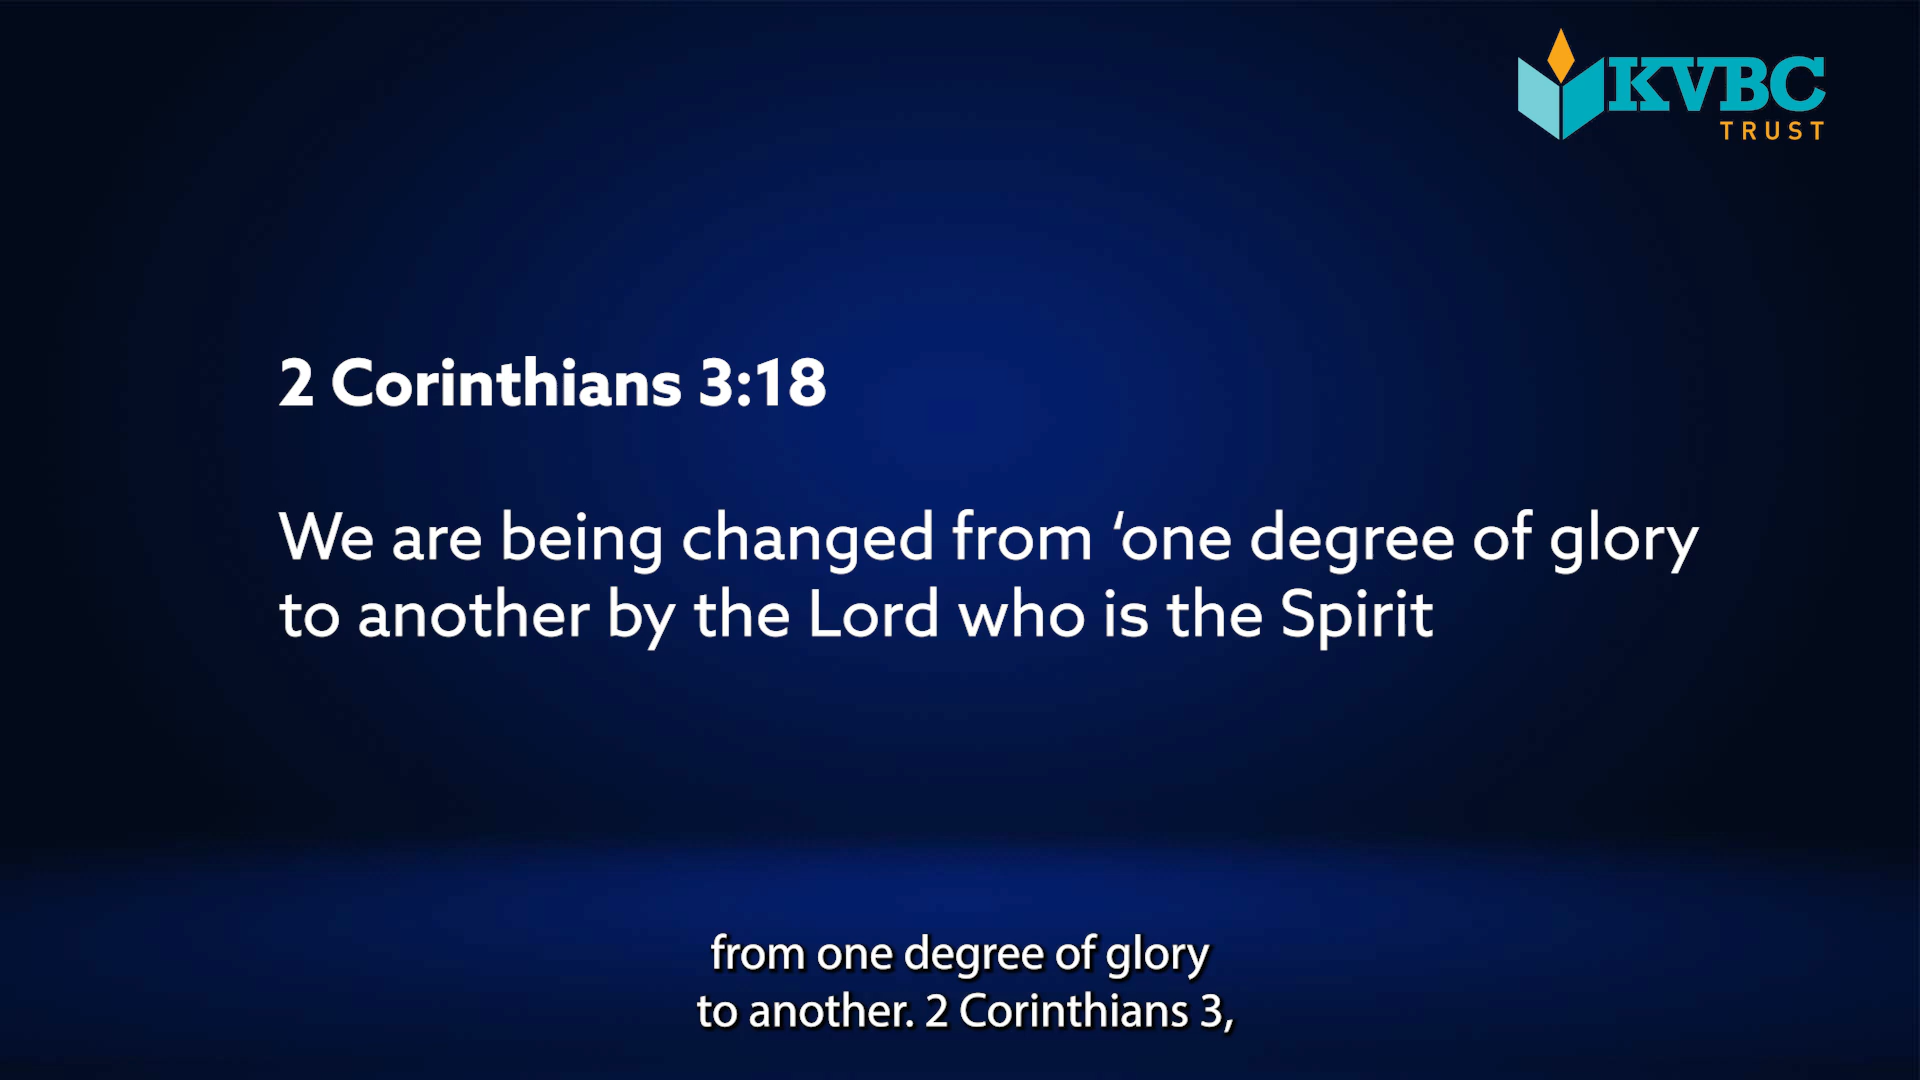 KVBC
TRUST
2 Corinthians 3:18
We are being changed from ‘one degree of glory
to another by the Lord who is the Spirit
from one degree of glory
to another. 2 Corinthians 3,